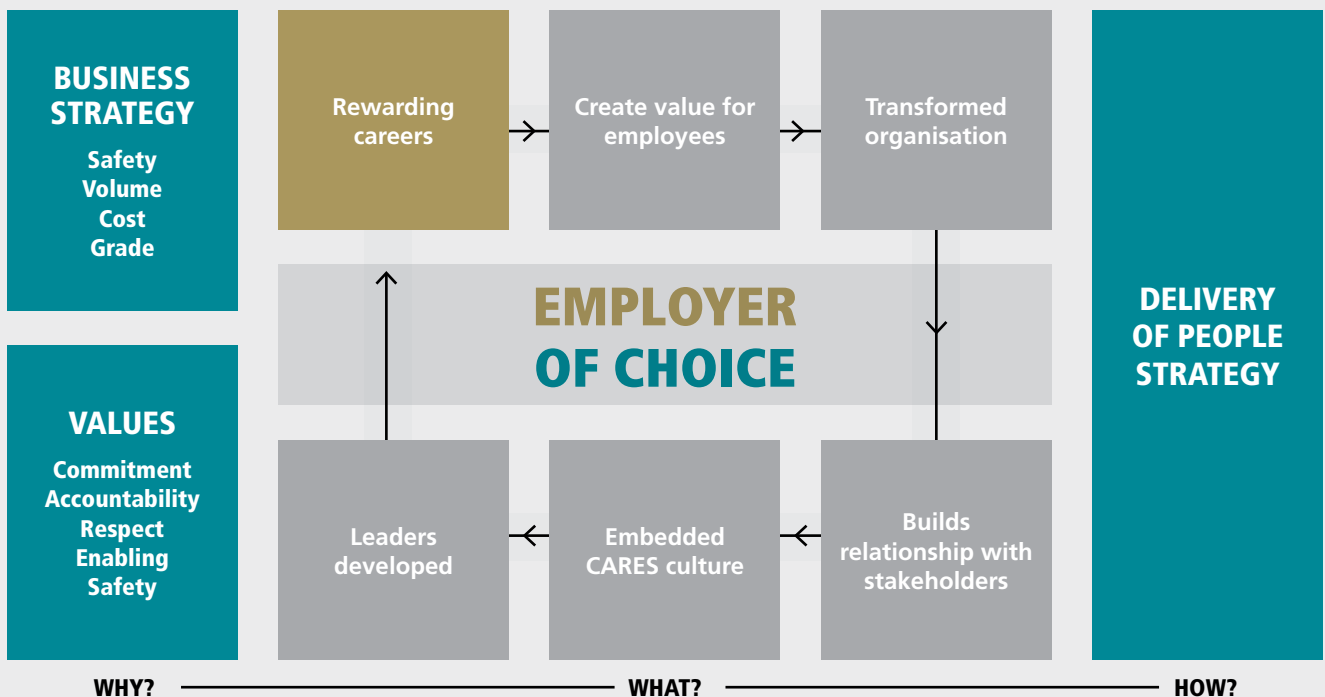 BUSINESS
STRATEGY
Safety
Volume
Cost
Grade
VALUES
Commitment
Accountability
Respect
Enabling
Safety
Rewarding
careers
Create value for
employees
Transformed
organisation
EMPLOYER
OF CHOICE
Leaders
developed
Embedded
CARES culture
Builds
relationship with
stakeholders
DELIVERY
OF PEOPLE
STRATEGY
WHY?
WHAT?
HOW?